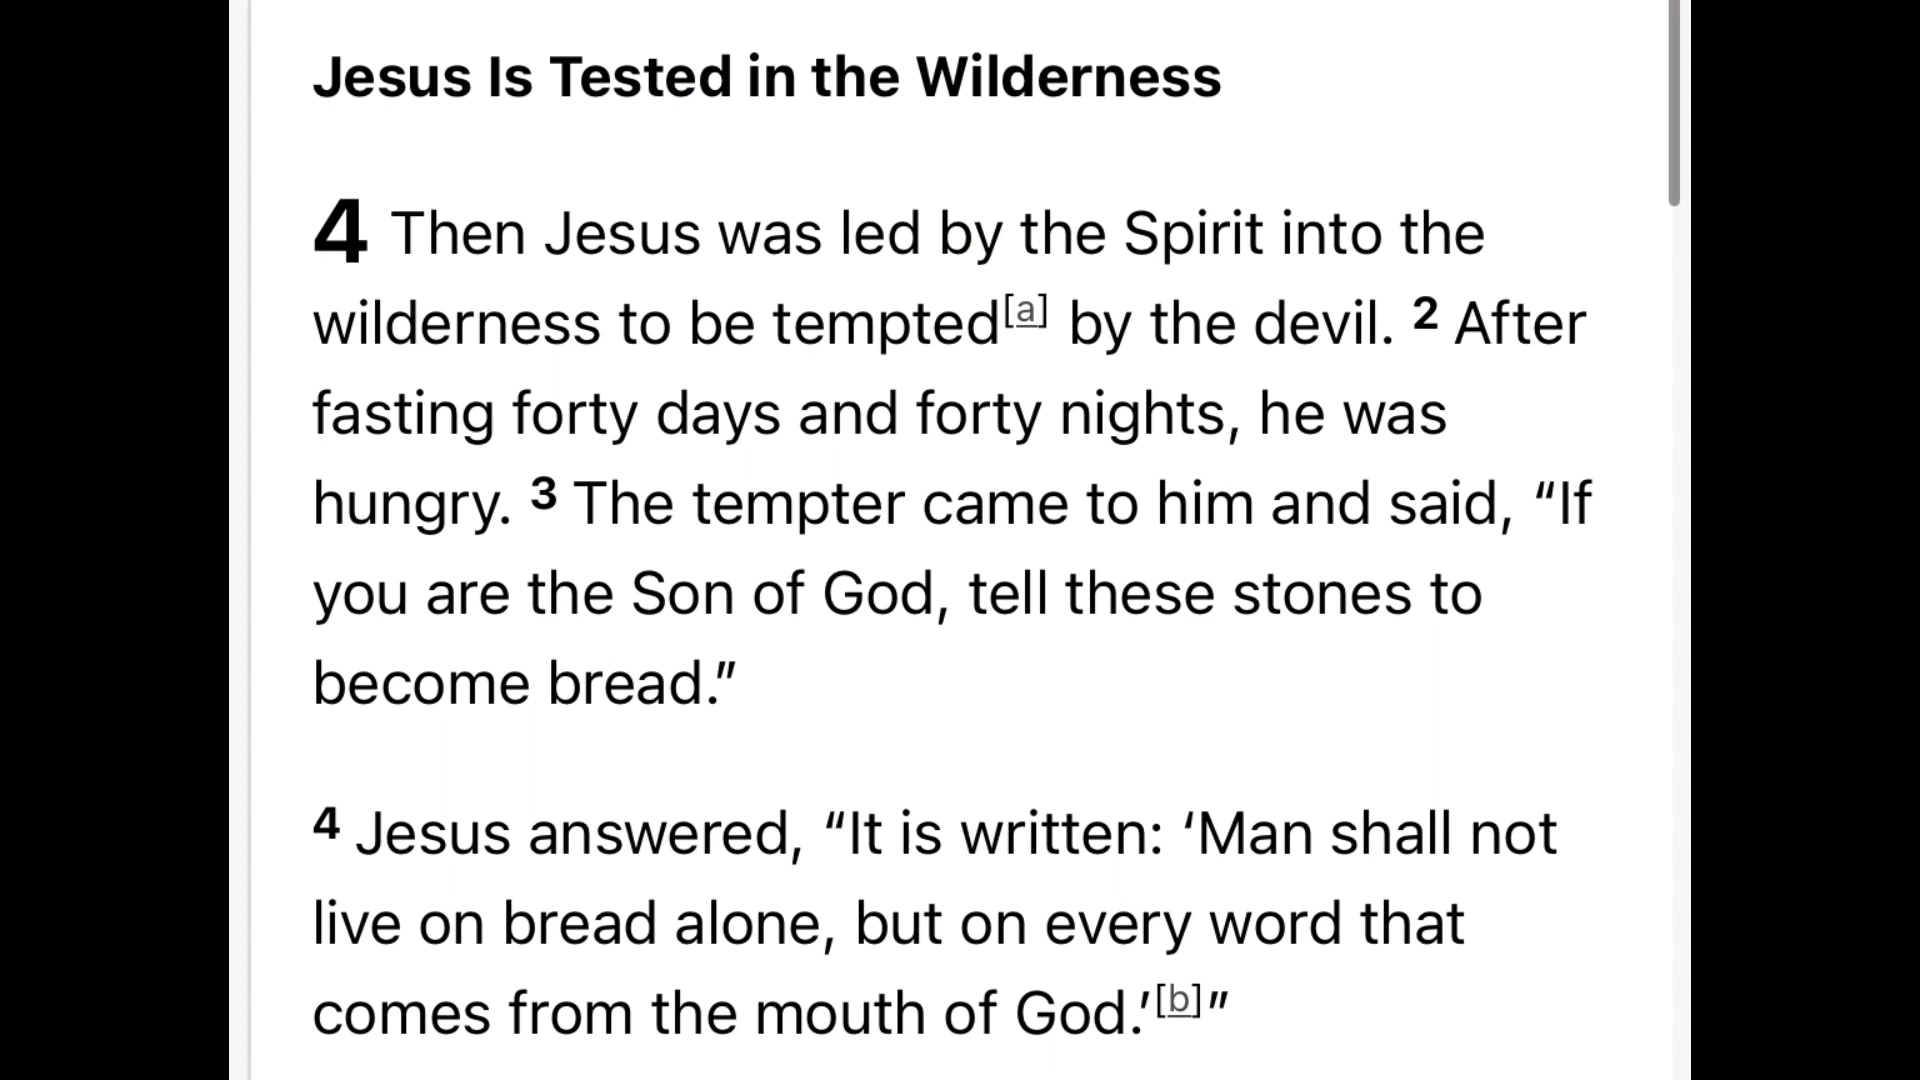 Jesus Is Tested in the Wilderness
4 Then Jesus was led by the Spirit into the
wilderness to be tempted[a] by the devil. 2 After
fasting forty days and forty nights, he was
hungry. 3 The tempter came to him and said, “If
you are the Son of God, tell these stones to
become bread.”
4 Jesus answered, “It is written: ‘Man shall not
live on bread alone, but on every word that
comes from the mouth of God.’[b]”